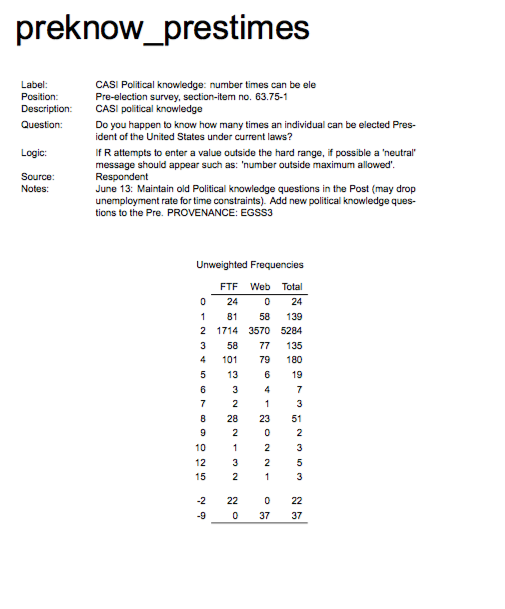 preknow_prestimes
Label: CASI Political knowledge: number times can be ele
Position: Pre-election survey, section-item no. 63.75-1
Description: CASI political knowledge
Question: Do you happen to know how many times an individual can be elected Pres-
ident of the United States under current laws?
Logic: If R attempts to enter a value outside the hard range, if possible a 'neutral'
message should appear such as: 'number outside maximum allowed'.
Source: Respondent
Notes: June 13: Maintain old Political knowledge questions in the Post (may drop
unemployment rate for time constraints). Add new political knowledge ques-
tions to the Pre. PROVENANCE: EGSS3
Unweighted Frequencies
FTF Web Total
0 24 0 24
1 81 58 139
2 1714 3570 5284
3 58 77 135
4 101 79 180
5 13 6 19
6 3 4 7
7 2 1 3
8 28 23 51
9 2 0 2
10 1 2 3
12 3 2 5
15 2 1 3
-2 22 0 22
-9 0 37 37